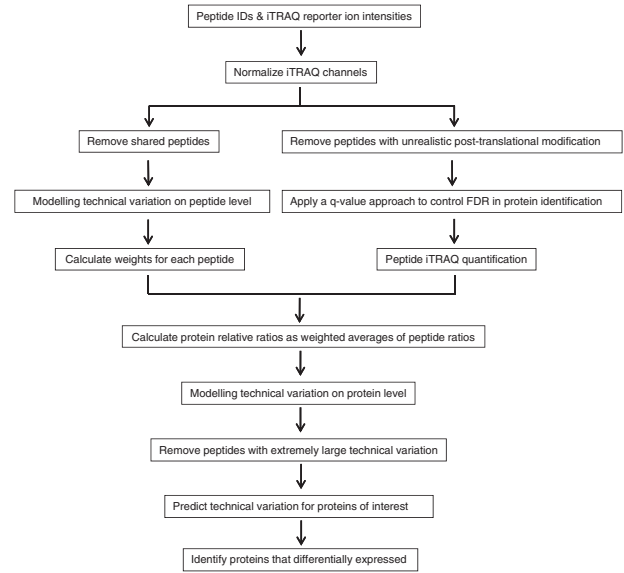 Peptide IDs & iTRAQ reporter ion intensities
Normalize iTRAQ channels
Remove shared peptides
Remove peptides with unrealistic post-translational modification
Modelling technical variation on peptide level
Apply a q-value approach to control FDR in protein identification
Calculate weights for each peptide
Peptide iTRAQ quantification
Calculate protein relative ratios as weighted averages of peptide ratios
Modelling technical variation on protein level
Remove peptides with extremely large technical variation
Predict technical variation for proteins of interest
Identify proteins that differentially expressed